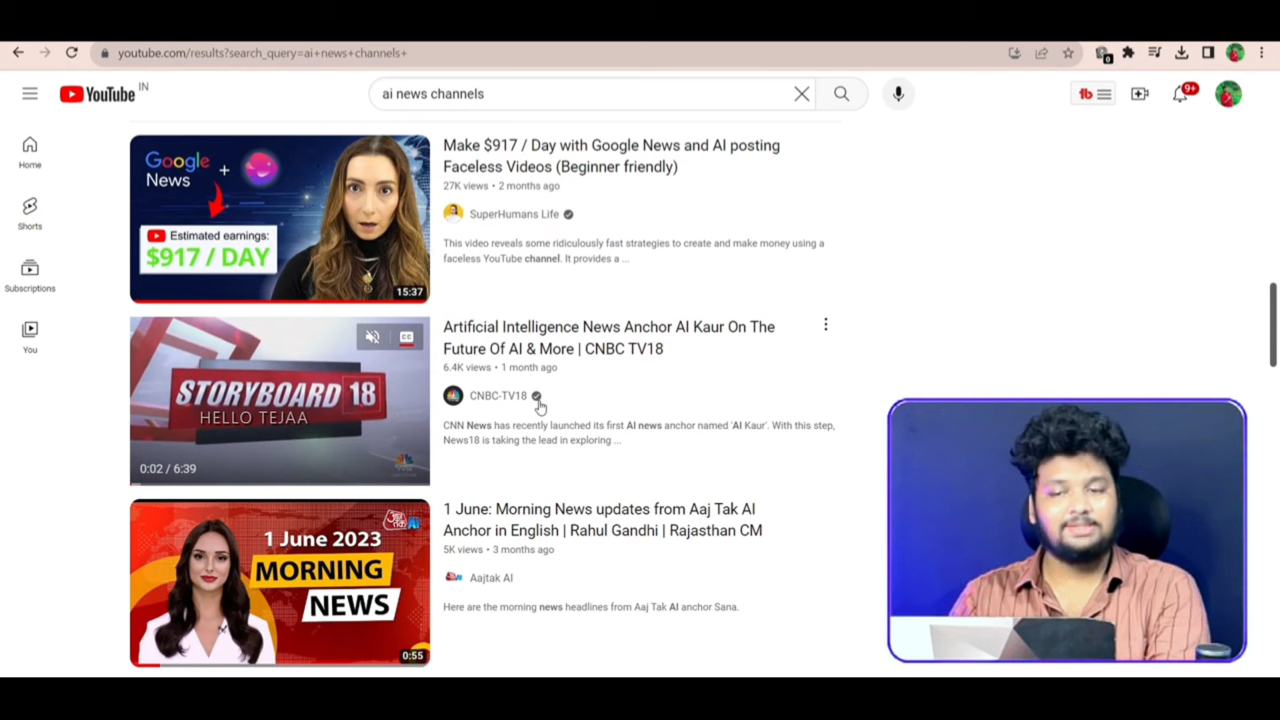 youtube.com/results?search_query=ai+news+channels+
0
YouTube IN
ai news channels
tb
9+
Home
Shorts
Subscriptions
You
Google
News
+
Estimated earnings:
$917 / DAY
15:37
Make $917 / Day with Google News and AI posting
Faceless Videos (Beginner friendly)
27K views • 2 months ago
SuperHumans Life
This video reveals some ridiculously fast strategies to create and make money using a
faceless YouTube channel. It provides a ...
CC
STORYBOARD 18
HELLO TEJAA
0:02 / 6:39
Artificial Intelligence News Anchor AI Kaur On The
Future Of AI & More | CNBC TV18
6.4K views • 1 month ago
CNBC-TV18
CNN News has recently launched its first AI news anchor named 'AI Kaur'. With this step,
News18 is taking the lead in exploring ...
आज तक AI
1 June 2023
MORNING
NEWS
0:55
1 June: Morning News updates from Aaj Tak AI
Anchor in English | Rahul Gandhi | Rajasthan CM
5K views • 3 months ago
Aajtak AI
Here are the morning news headlines from Aaj Tak AI anchor Sana.